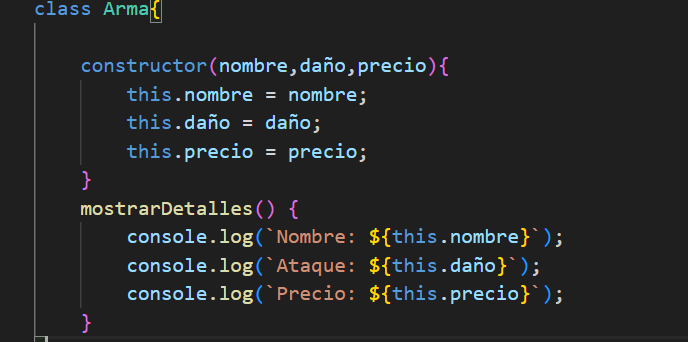 class Arma{
constructor(nombre,daño,precio){
this.nombre = nombre;
this.daño = daño;
this.precio = precio;
}
mostrarDetalles() {
console.log(`Nombre: ${this.nombre}`);
console.log(`Ataque: ${this.daño}`);
console.log(`Precio: ${this.precio}`);
}